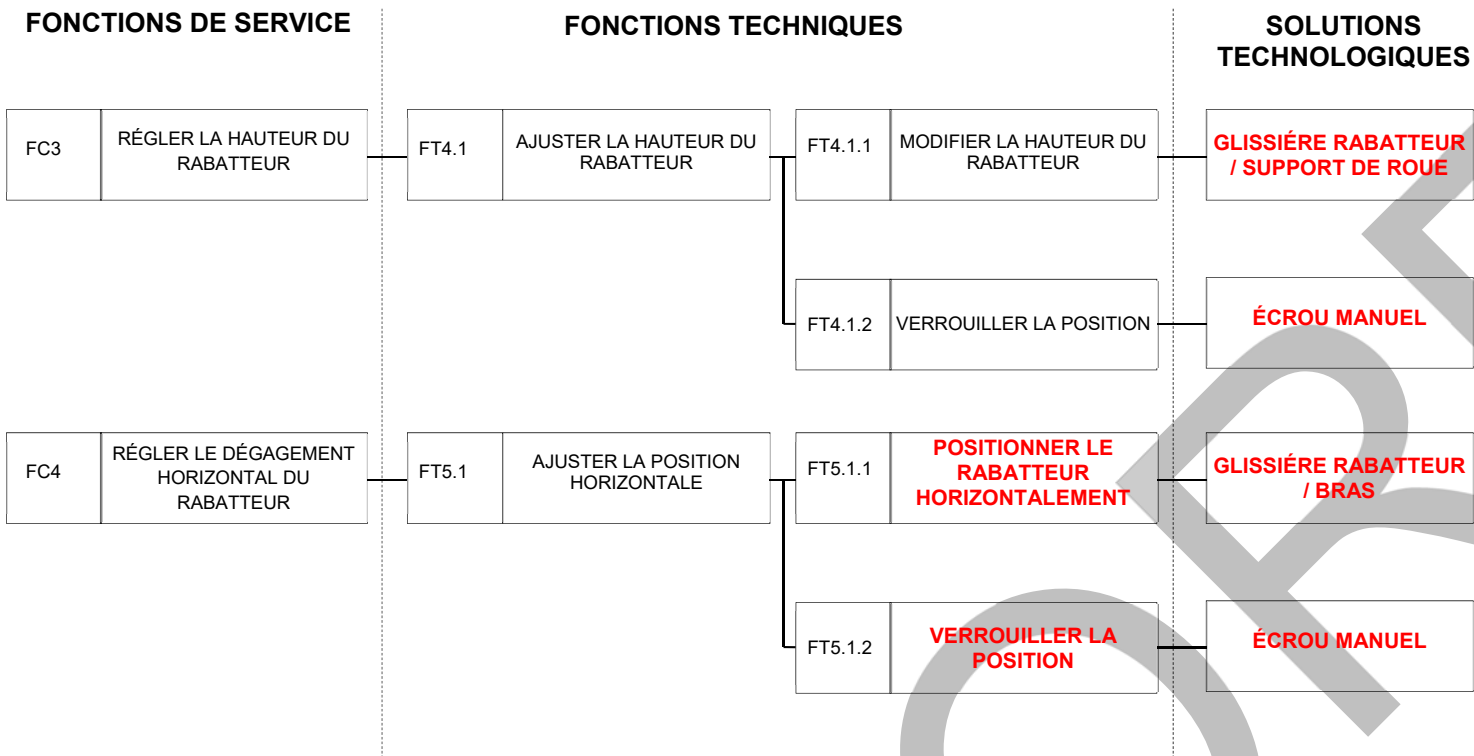 FONCTIONS DE SERVICE
FONCTIONS TECHNIQUES
SOLUTIONS
TECHNOLOGIQUES
FC3
RÉGLER LA HAUTEUR DU
RABATTEUR
FT4.1
AJUSTER LA HAUTEUR DU
RABATTEUR
FT4.1.1
MODIFIER LA HAUTEUR DU
RABATTEUR
GLISSIÉRE RABATTEUR
/ SUPPORT DE ROUE
FT4.1.2
VERROUILLER LA POSITION
ÉCROU MANUEL
FC4
RÉGLER LE DÉGAGEMENT
HORIZONTAL DU
RABATTEUR
FT5.1
AJUSTER LA POSITION
HORIZONTALE
FT5.1.1
POSITIONNER LE
RABATTEUR
HORIZONTALEMENT
GLISSIÉRE RABATTEUR
/ BRAS
FT5.1.2
VERROUILLER LA
POSITION
ÉCROU MANUEL